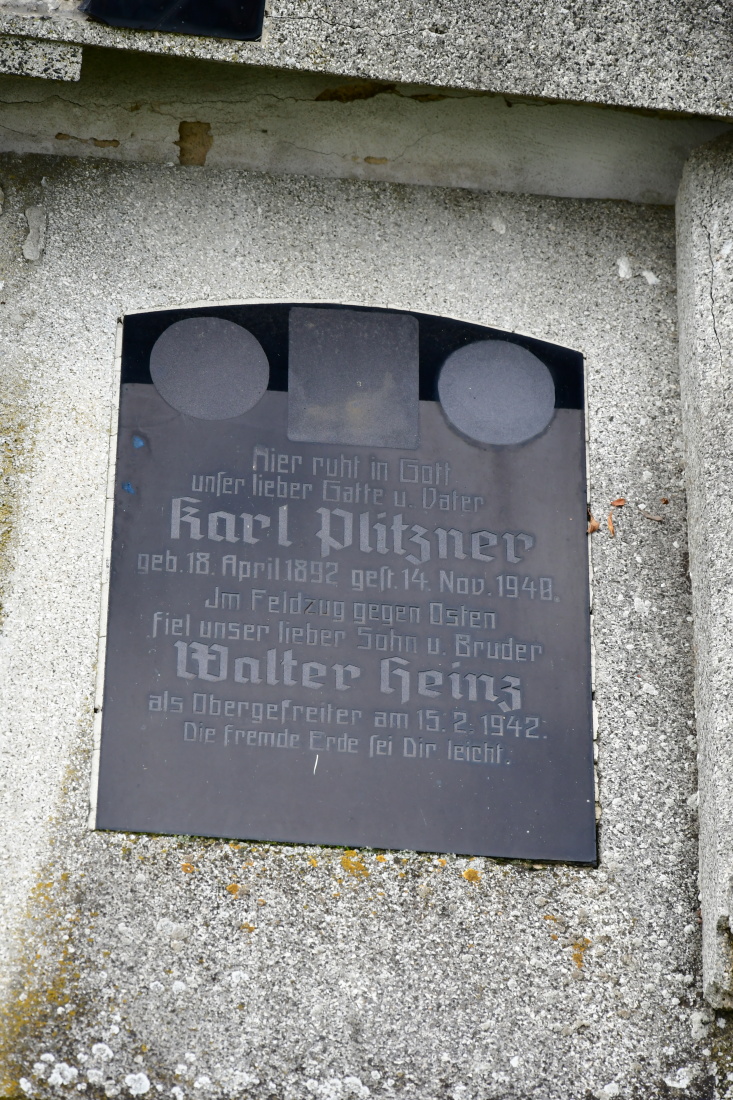 Hier ruht in Gott
unſer lieber Gatte u. Vater
Karl Plitzner
geb. 18. April 1892 geſt. 14. Nov. 1940.
Im Feldzug gegen Osten
fiel unser lieber Sohn u. Bruder
Walter Heinz
als Obergefreiter am 15. 2. 1942.
Die fremde Erde ſei Dir leicht.